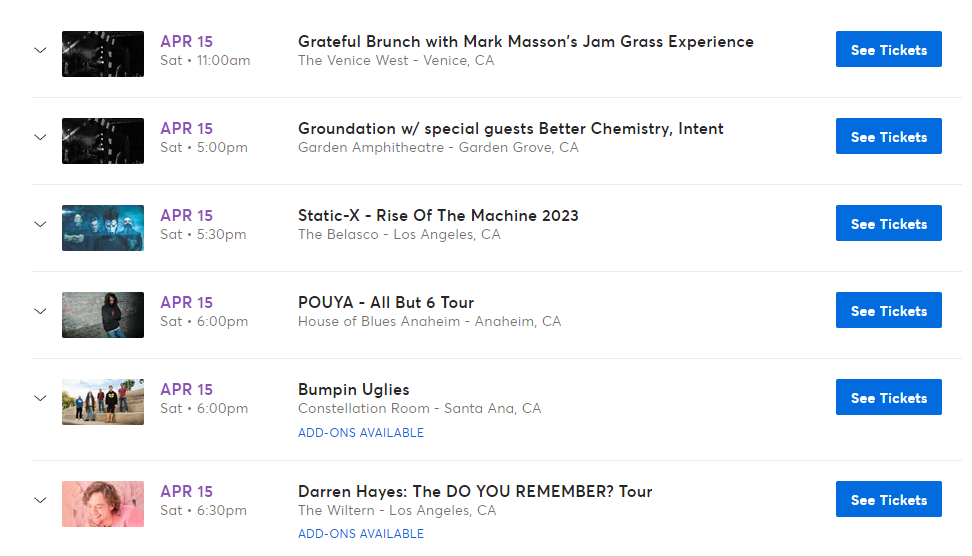 APR 15
Sat • 11:00am
Grateful Brunch with Mark Masson's Jam Grass Experience
The Venice West - Venice, CA
See Tickets
APR 15
Sat • 5:00pm
Groundation w/ special guests Better Chemistry, Intent
Garden Amphitheatre - Garden Grove, CA
See Tickets
APR 15
Sat • 5:30pm
Static-X - Rise Of The Machine 2023
The Belasco - Los Angeles, CA
See Tickets
APR 15
Sat • 6:00pm
POUYA - All But 6 Tour
House of Blues Anaheim - Anaheim, CA
See Tickets
APR 15
Sat • 6:00pm
Bumpin Uglies
Constellation Room - Santa Ana, CA
ADD-ONS AVAILABLE
See Tickets
APR 15
Sat • 6:30pm
Darren Hayes: The DO YOU REMEMBER? Tour
The Wiltern - Los Angeles, CA
ADD-ONS AVAILABLE
See Tickets